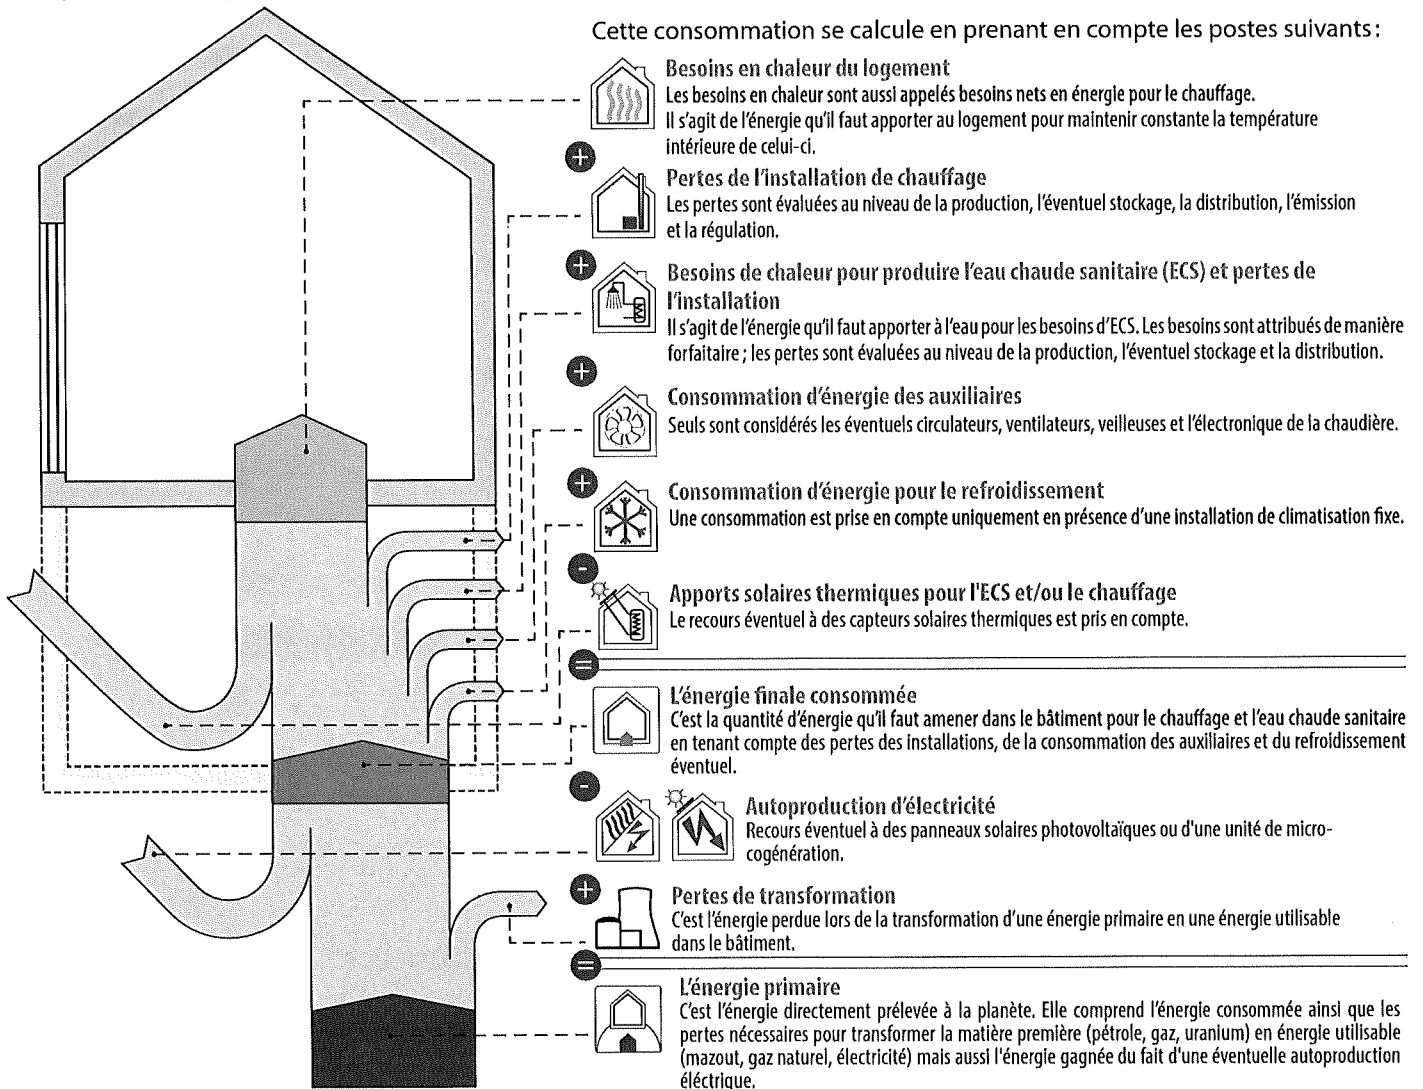 Cette consommation se calcule en prenant en compte les postes suivants :
Besoins en chaleur du logement
Les besoins en chaleur sont aussi appelés besoins nets en énergie pour le chauffage.
Il s'agit de l'énergie qu'il faut apporter au logement pour maintenir constante la température
intérieure de celui-ci.
+
Pertes de l'installation de chauffage
Les pertes sont évaluées au niveau de la production, l'éventuel stockage, la distribution, l'émission
et la régulation.
+
Besoins de chaleur pour produire l'eau chaude sanitaire (ECS) et pertes de
l'installation
Il s'agit de l'énergie qu'il faut apporter à l'eau pour les besoins d'ECS. Les besoins sont attribués de manière
forfaitaire ; les pertes sont évaluées au niveau de la production, l'éventuel stockage et la distribution.
+
Consommation d'énergie des auxiliaires
Seuls sont considérés les éventuels circulateurs, ventilateurs, veilleuses et l'électronique de la chaudière.
+
Consommation d'énergie pour le refroidissement
Une consommation est prise en compte uniquement en présence d'une installation de climatisation fixe.
-
Apports solaires thermiques pour l'ECS et/ou le chauffage
Le recours éventuel à des capteurs solaires thermiques est pris en compte.
=
L'énergie finale consommée
C'est la quantité d'énergie qu'il faut amener dans le bâtiment pour le chauffage et l'eau chaude sanitaire
en tenant compte des pertes des installations, de la consommation des auxiliaires et du refroidissement
éventuel.
-
Autoproduction d'électricité
Recours éventuel à des panneaux solaires photovoltaïques ou d'une unité de micro-
cogénération.
+
Pertes de transformation
C'est l'énergie perdue lors de la transformation d'une énergie primaire en une énergie utilisable
dans le bâtiment.
=
L'énergie primaire
C'est l'énergie directement prélevée à la planète. Elle comprend l'énergie consommée ainsi que les
pertes nécessaires pour transformer la matière première (pétrole, gaz, uranium) en énergie utilisable
(mazout, gaz naturel, électricité) mais aussi l'énergie gagnée du fait d'une éventuelle autoproduction
éléctrique.